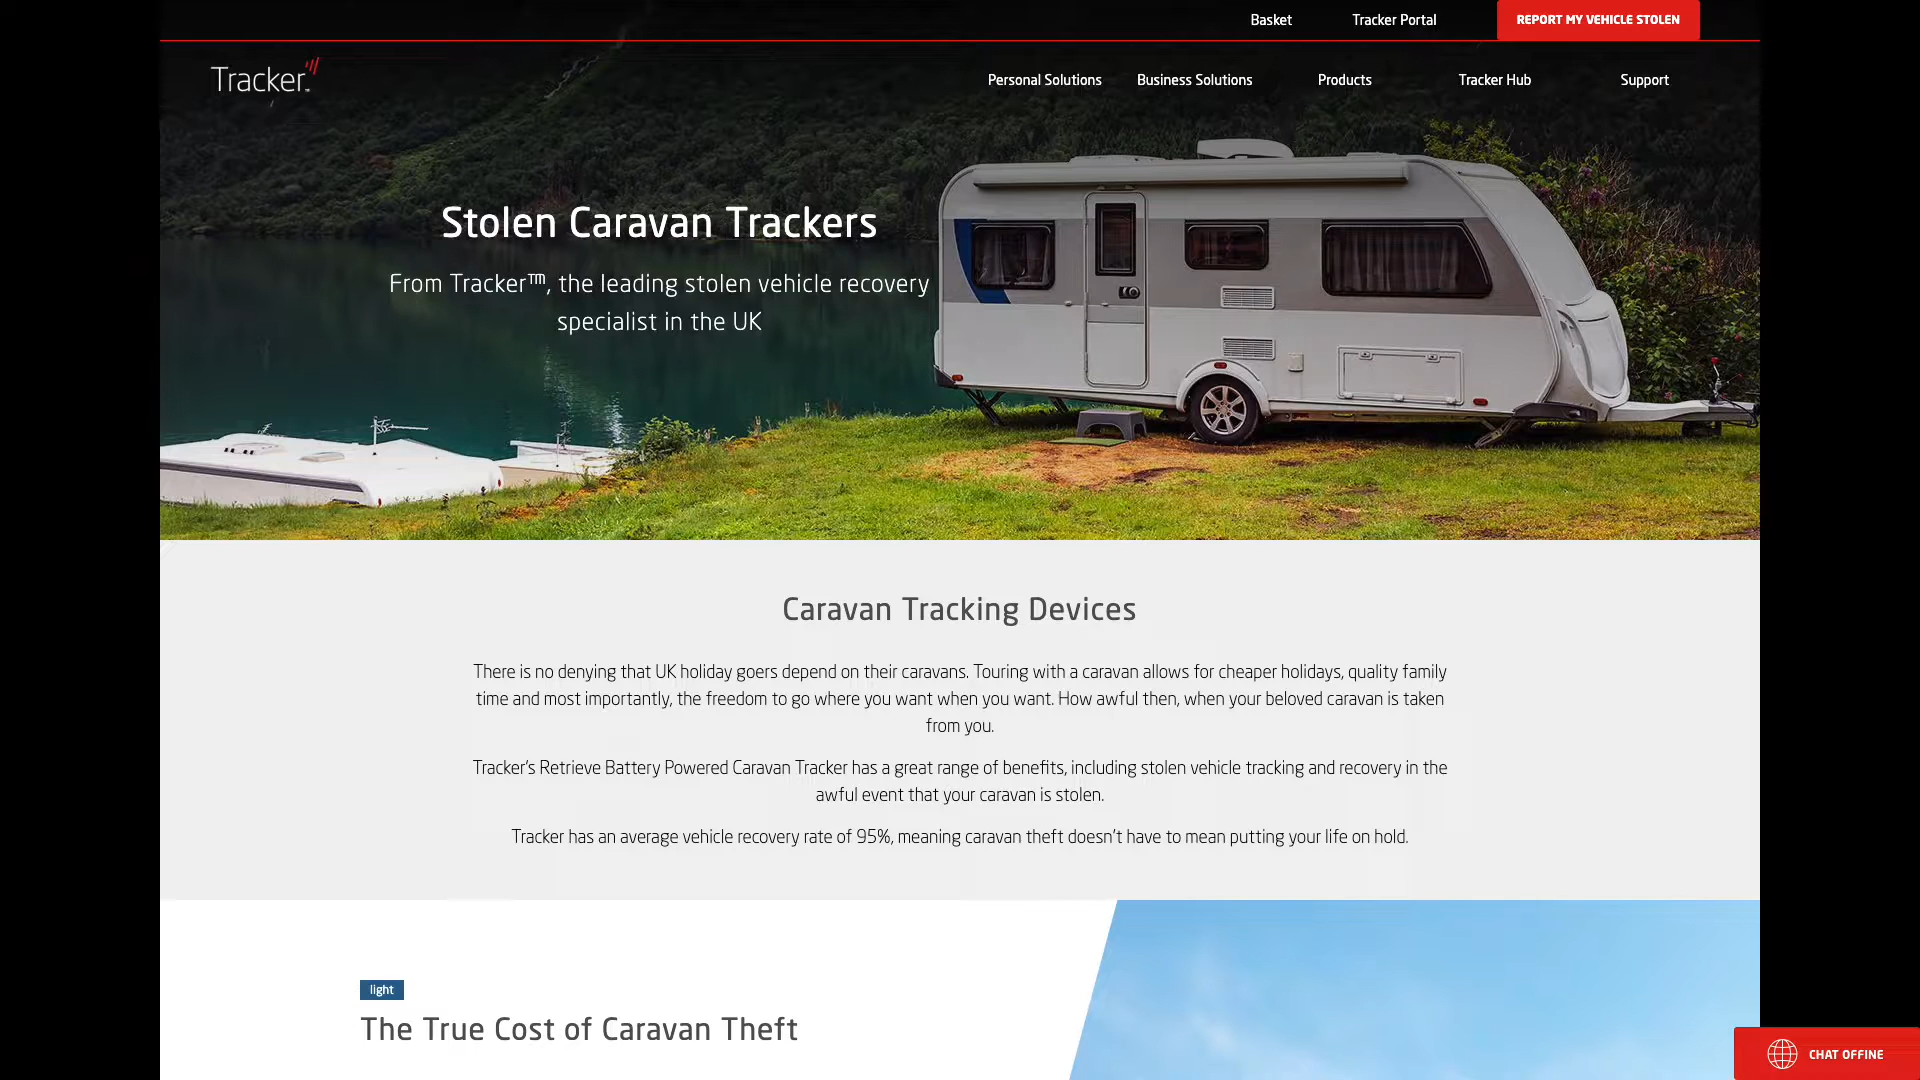 Basket
Tracker Portal
REPORT MY VEHICLE STOLEN
Tracker
Personal Solutions
Business Solutions
Products
Tracker Hub
Support
Stolen Caravan Trackers
From Tracker™, the leading stolen vehicle recovery
specialist in the UK
Caravan Tracking Devices
There is no denying that UK holiday goers depend on their caravans. Touring with a caravan allows for cheaper holidays, quality family
time and most importantly, the freedom to go where you want when you want. How awful then, when your beloved caravan is taken
from you.
Tracker's Retrieve Battery Powered Caravan Tracker has a great range of benefits, including stolen vehicle tracking and recovery in the
awful event that your caravan is stolen.
Tracker has an average vehicle recovery rate of 95%, meaning caravan theft doesn't have to mean putting your life on hold.
light
The True Cost of Caravan Theft
CHAT OFFINE